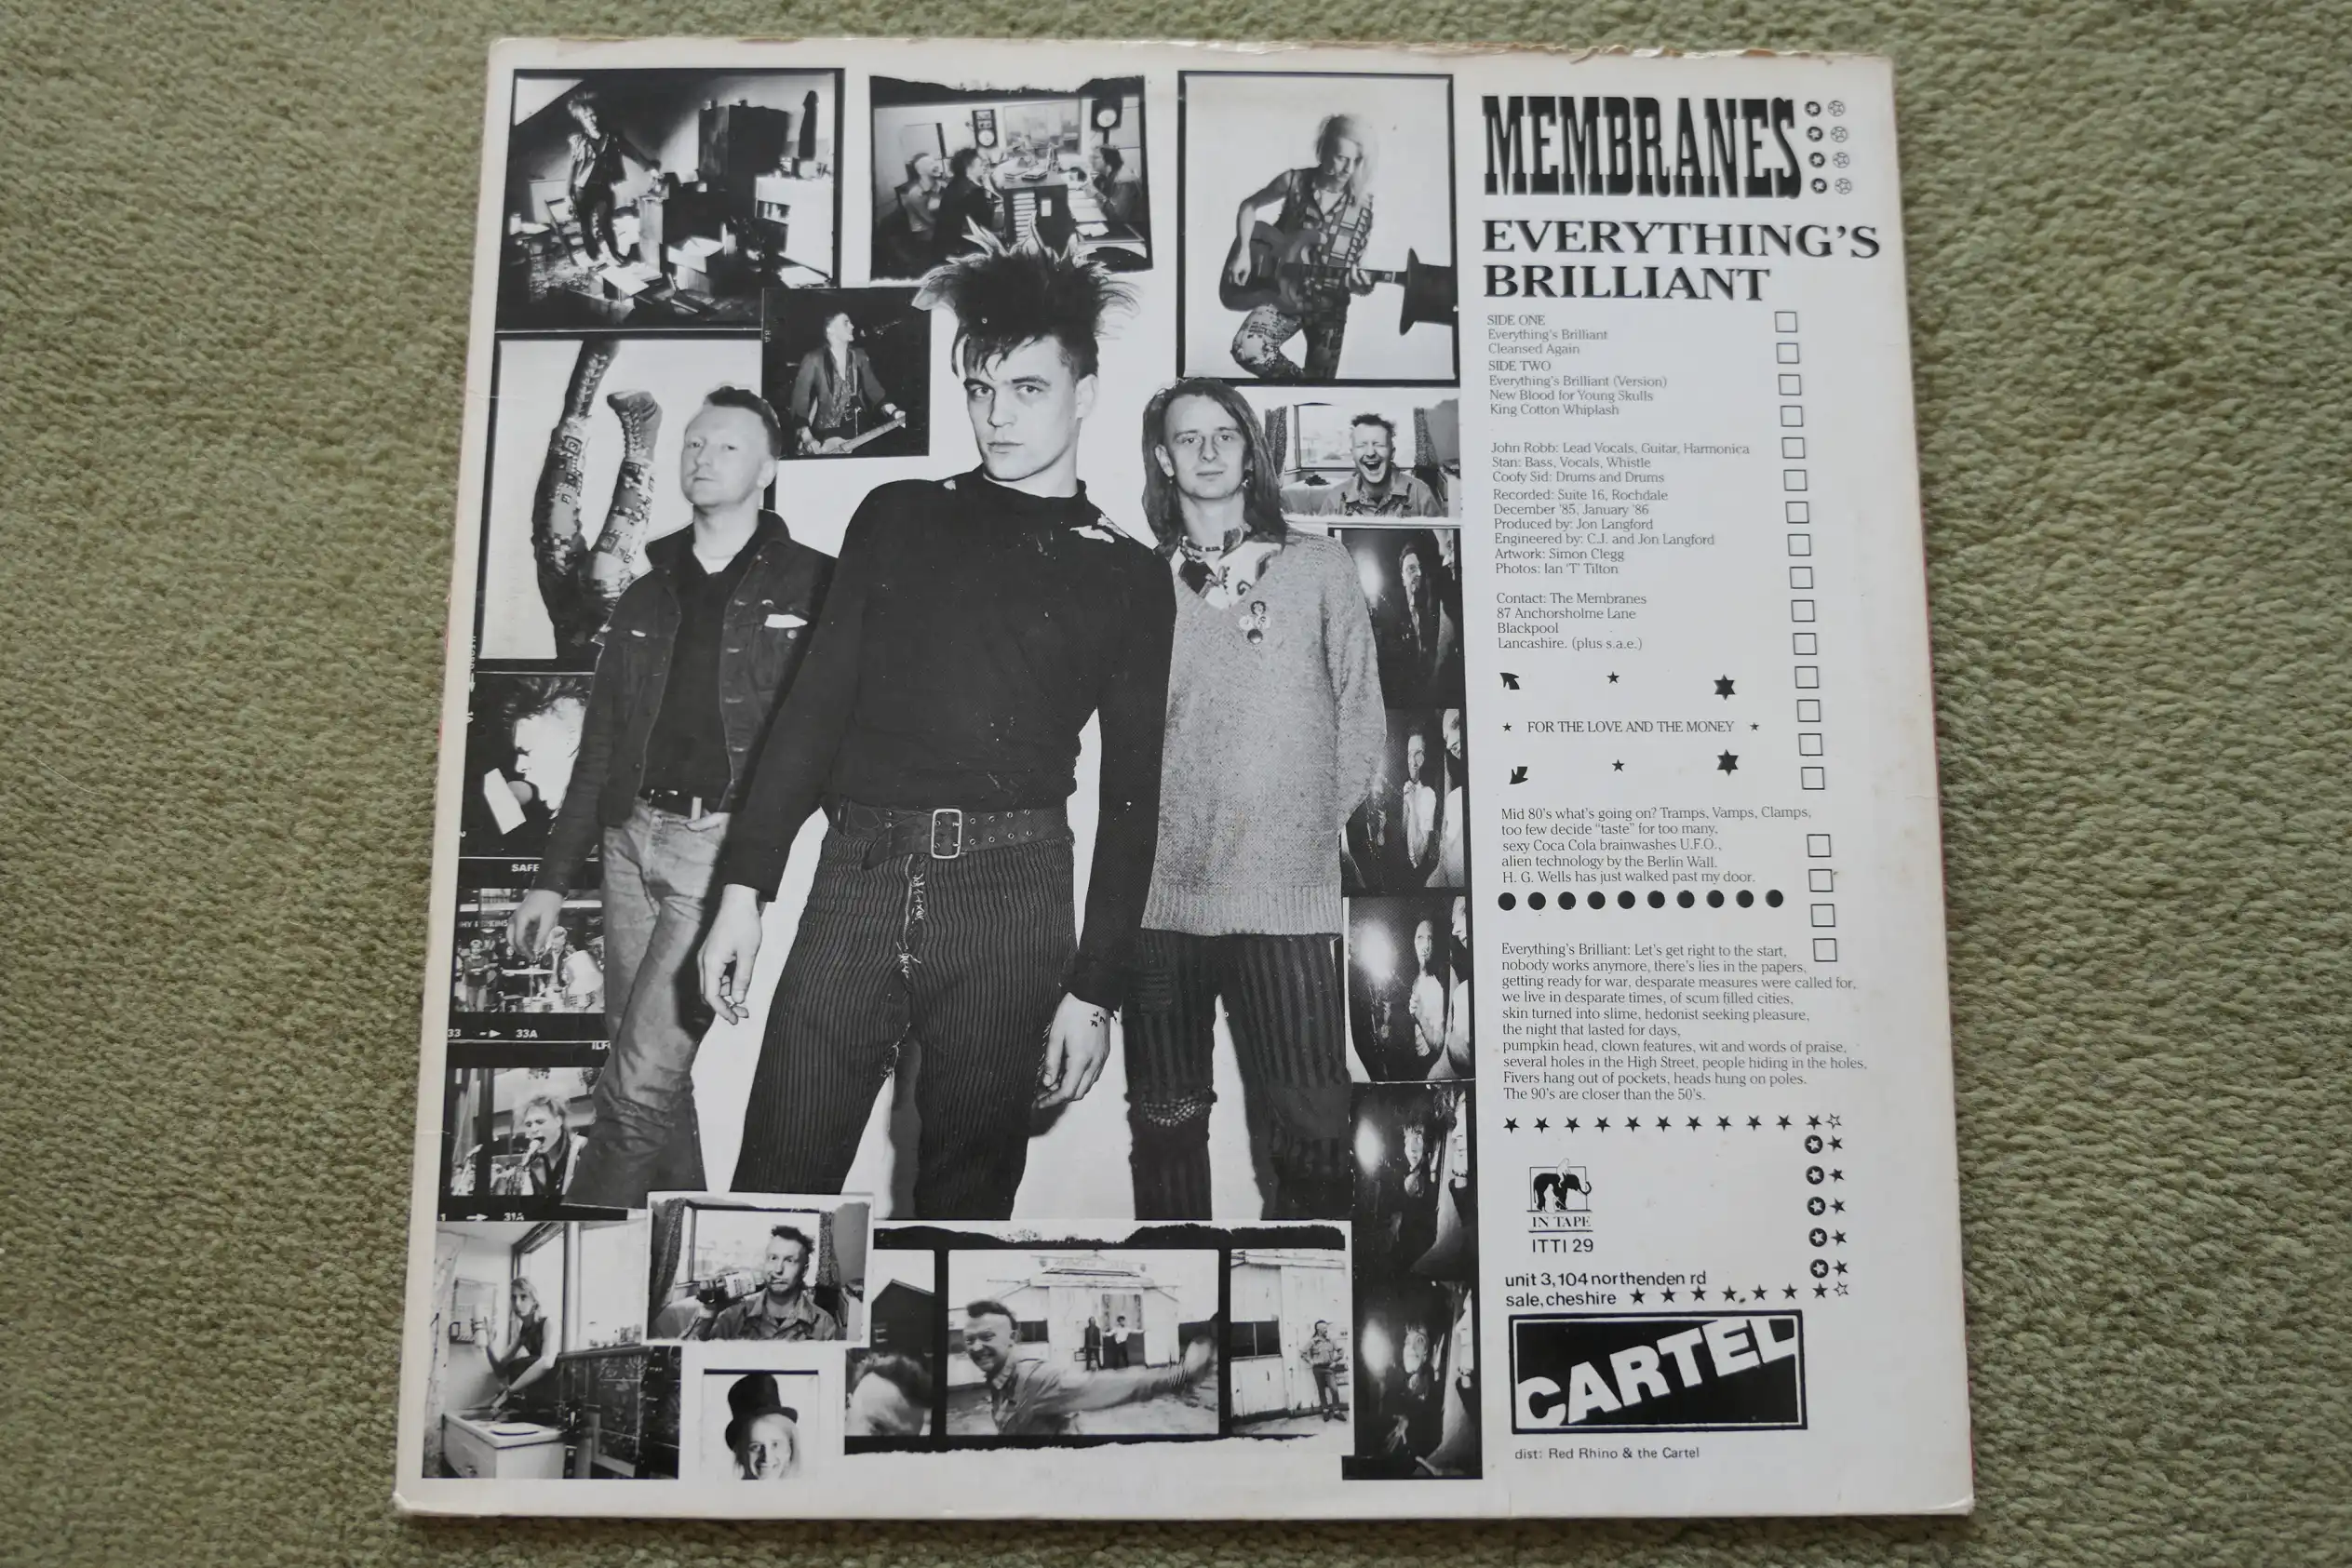 MEMBRANES
EVERYTHING'S
BRILLIANT
SIDE ONE
Everything's Brilliant
Cleansed Again
SIDE TWO
Everything's Brilliant (Version)
New Blood for Young Skulls
King Cotton Whiplash
John Robb: Lead Vocals, Guitar, Harmonica
Stan: Bass, Vocals, Whistle
Coofy Sid: Drums and Drums
Recorded: Suite 16, Rochdale
December '85, January '86
Produced by: Jon Langford
Engineered by: C.J. and Jon Langford
Artwork: Simon Clegg
Photos: Ian 'T' Tilton
Contact: The Membranes
87 Anchorsholme Lane
Blackpool
Lancashire. (plus s.a.e.)
FOR THE LOVE AND THE MONEY
Mid 80's what's going on? Tramps, Vamps, Clamps,
too few decide "taste" for too many,
sexy Coca Cola brainwashes U.F.O.,
alien technology by the Berlin Wall.
H. G. Wells has just walked past my door.
Everything's Brilliant: Let's get right to the start,
nobody works anymore, there's lies in the papers,
getting ready for war, desparate measures were called for,
we live in desparate times, of scum filled cities,
skin turned into slime, hedonist seeking pleasure,
the night that lasted for days,
pumpkin head, clown features, wit and words of praise,
several holes in the High Street, people hiding in the holes,
Fivers hang out of pockets, heads hung on poles.
The 90's are closer than the 50's.
IN TAPE
ITTI 29
unit 3, 104 northenden rd
sale, cheshire
CARTEL
dist: Red Rhino & the Cartel
SAFE
33 33A
ILF
31A